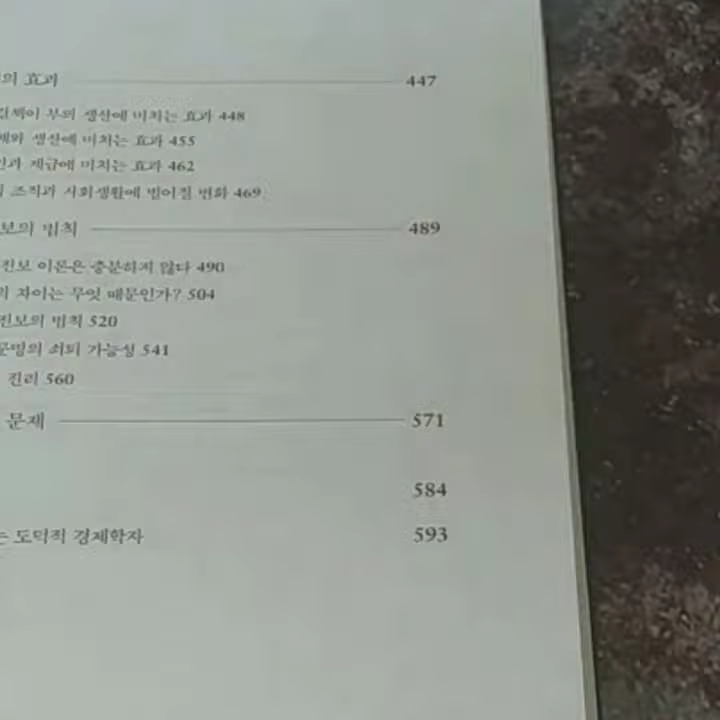 의 효과 447
부의 생산에 미치는 효과 448
생산에 미치는 효과 455
계급에 미치는 효과 462
조직과 사회생활에 벌어질 변화 469
진보의 법칙 489
진보 이론은 충분하지 않다 490
의 차이는 무엇 때문인가? 504
진보의 법칙 520
문명의 쇠퇴 가능성 541
진리 560
문제 571
584
는 도덕적 경제학자 593